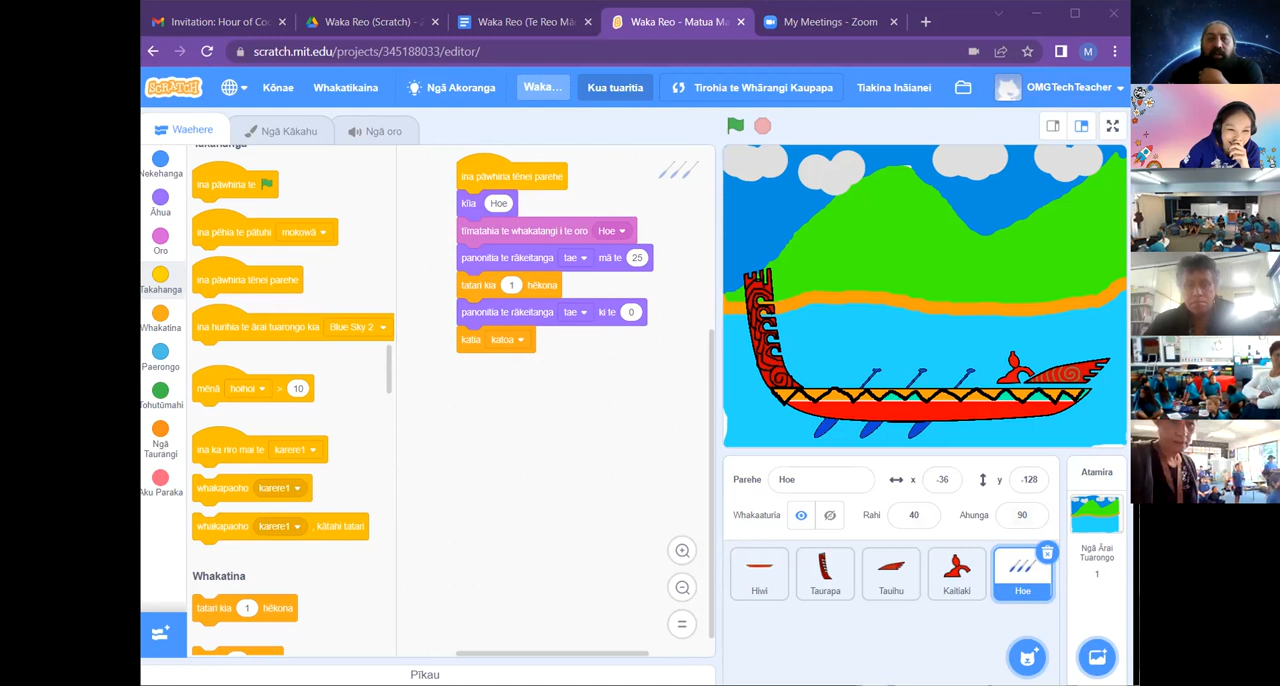 Invitation: Hour of Co
Waka Reo (Scratch) -
Waka Reo (Te Reo Mā
Waka Reo - Matua Ma
My Meetings - Zoom
scratch.mit.edu/projects/345188033/editor/
M
SCRATCH
Kōnae
Whakatikaina
Ngā Akoranga
Waka...
Kua tuaritia
Tirohia te Whārangi Kaupapa
Tiakina Ināianei
OMGTechTeacher
Waehere
Ngā Kākahu
Ngā oro
Nekehanga
Āhua
Oro
Takahanga
Whakatina
Paerongo
Tohutūmahi
Ngā Taurangi
Aku Paraka
Takahanga
ina pāwhiria te
ina pēhia te pātuhi mokowā
ina pāwhiria tēnei parehe
ina hurihia te ārai tuarongo kia Blue Sky 2
mēnā hoihoi > 10
ina ka riro mai te karere1
whakapaoho karere1
whakapaoho karere1 , kātahi tatari
Whakatina
tatari kia 1 hēkona
ina pāwhiria tēnei parehe
kīia Hoe
tīmatahia te whakatangi i te oro Hoe
panonitia te rākeitanga tae mā te 25
tatari kia 1 hēkona
panonitia te rākeitanga tae ki te 0
katia katoa
Parehe Hoe x -36 y -128
Whakaaturia Rahi 40 Ahunga 90
Hiwi
Taurapa
Tauihu
Kaitiaki
Hoe
Atamira
Ngā Ārai Tuarongo
1
Pīkau